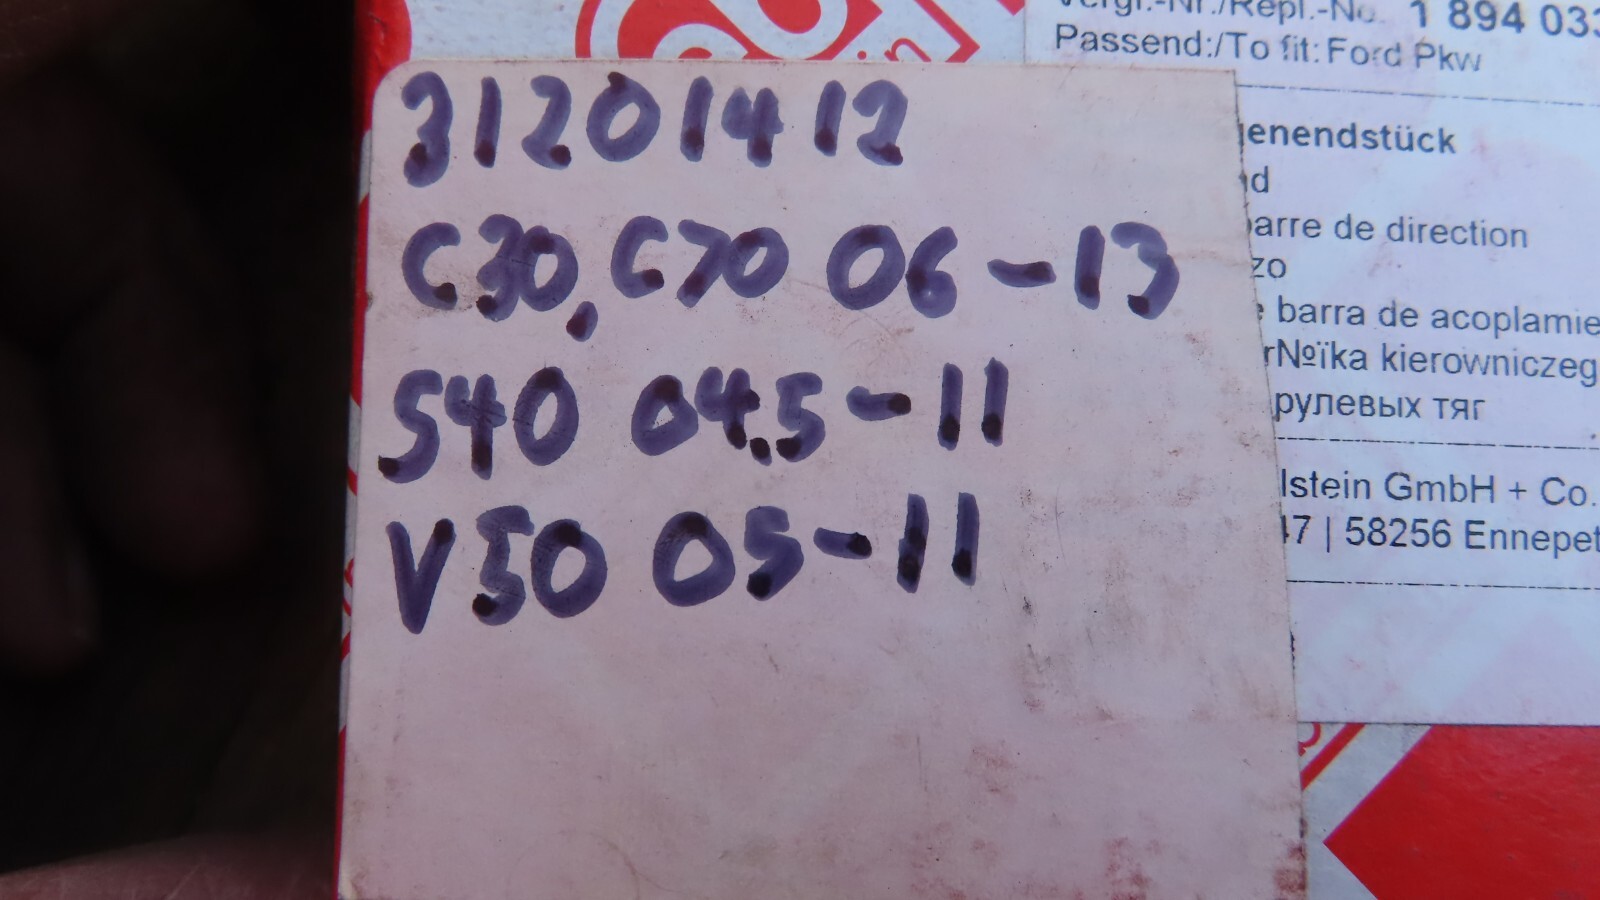 Vergl.-Nr./Repl.-No. 1 894 033
Passend:/To fit: Ford Pkw
31201412
C30, C70 06-13
S40 04.5-11
V50 05-11
enendstück
d
arre de direction
zo
barra de acoplamie
rNºïka kierowniczeg
рулевых тяг
lstein GmbH + Co.
47 | 58256 Ennepet